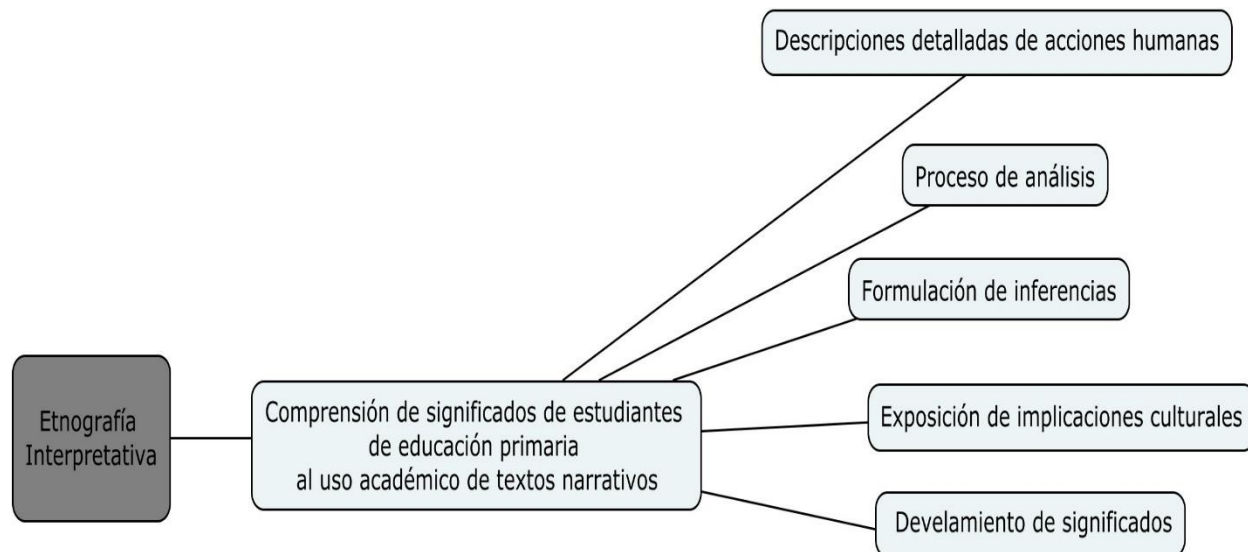 Descripciones detalladas de acciones humanas
Proceso de análisis
Formulación de inferencias
Etnografía
Interpretativa
Comprensión de significados de estudiantes
de educación primaria
al uso académico de textos narrativos
Exposición de implicaciones culturales
Develamiento de significados